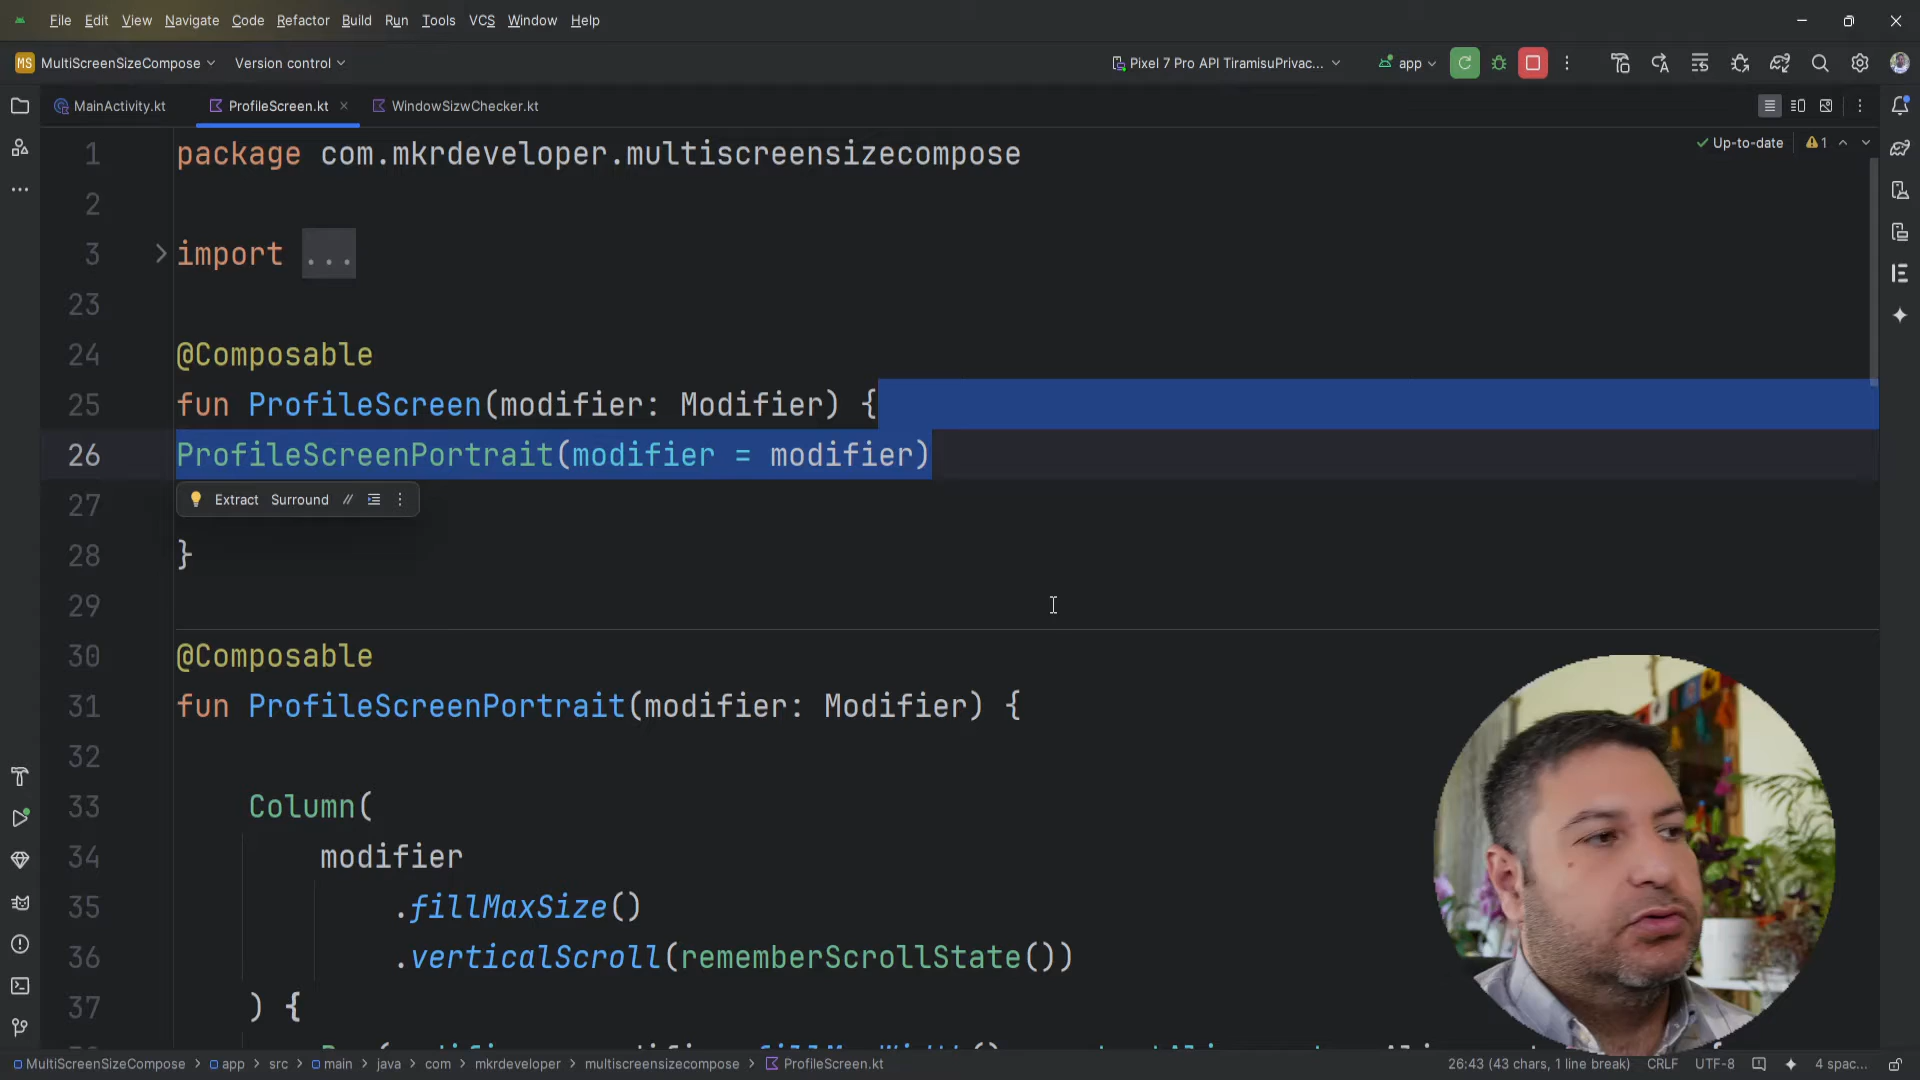 File Edit View Navigate Code Refactor Build Run Tools VCS Window Help
MS MultiScreenSizeCompose Version control Pixel 7 Pro API TiramisuPrivac... app
MainActivity.kt ProfileScreen.kt WindowSizwChecker.kt
Up-to-date 1
1 package com.mkrdeveloper.multiscreensizecompose
2
3 import ...
23
24 @Composable
25 fun ProfileScreen(modifier: Modifier) {
26 ProfileScreenPortrait(modifier = modifier)
27 Extract Surround //
28 }
29
30 @Composable
31 fun ProfileScreenPortrait(modifier: Modifier) {
32
33 Column(
34 modifier
35 .fillMaxSize()
36 .verticalScroll(rememberScrollState())
37 ) {
MultiScreenSizeCompose > app > src > main > java > com > mkrdeveloper > multiscreensizecompose > ProfileScreen.kt 26:43 (43 chars, 1 line break) CRLF UTF-8 4 spac...